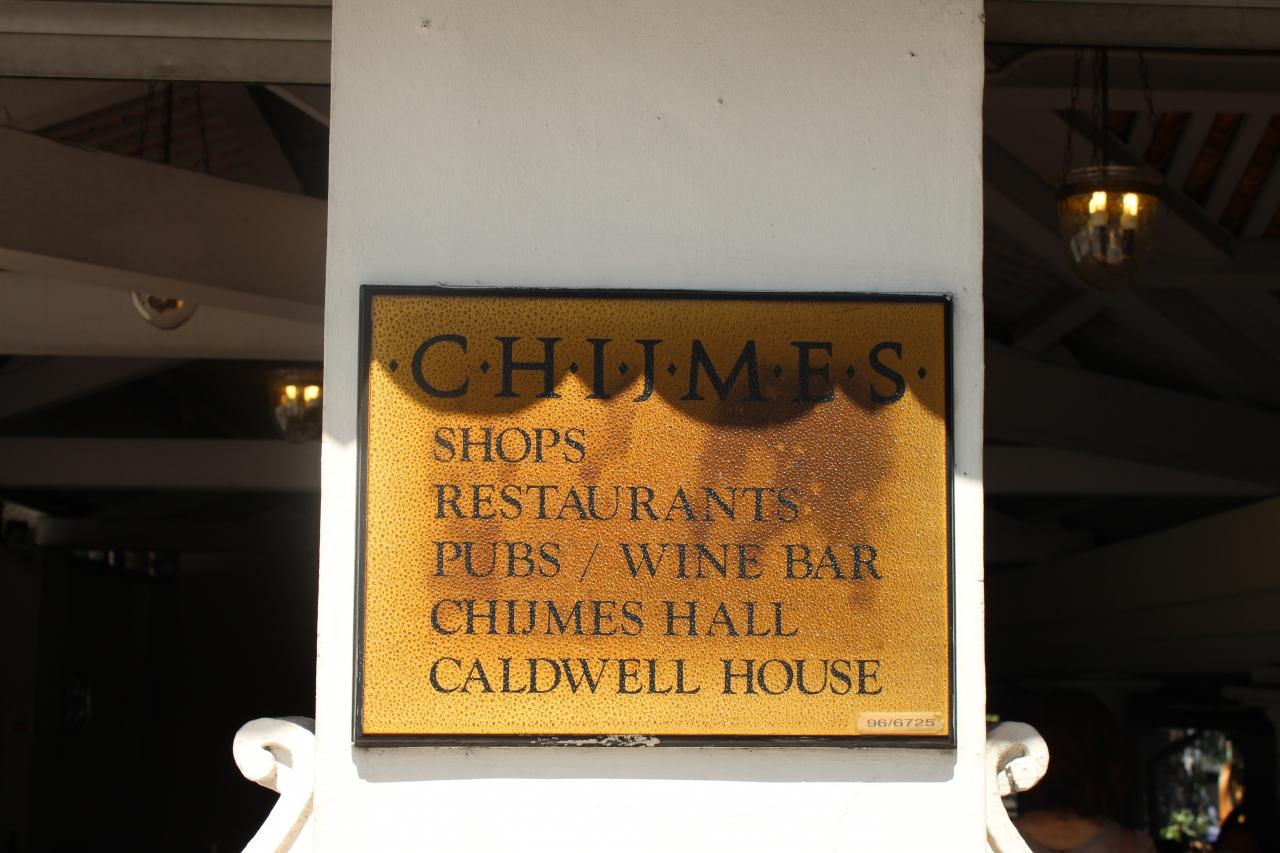 ·C·H·I·J·M·E·S·
SHOPS
RESTAURANTS
PUBS / WINE BAR
CHIJMES HALL
CALDWELL HOUSE
96/6725